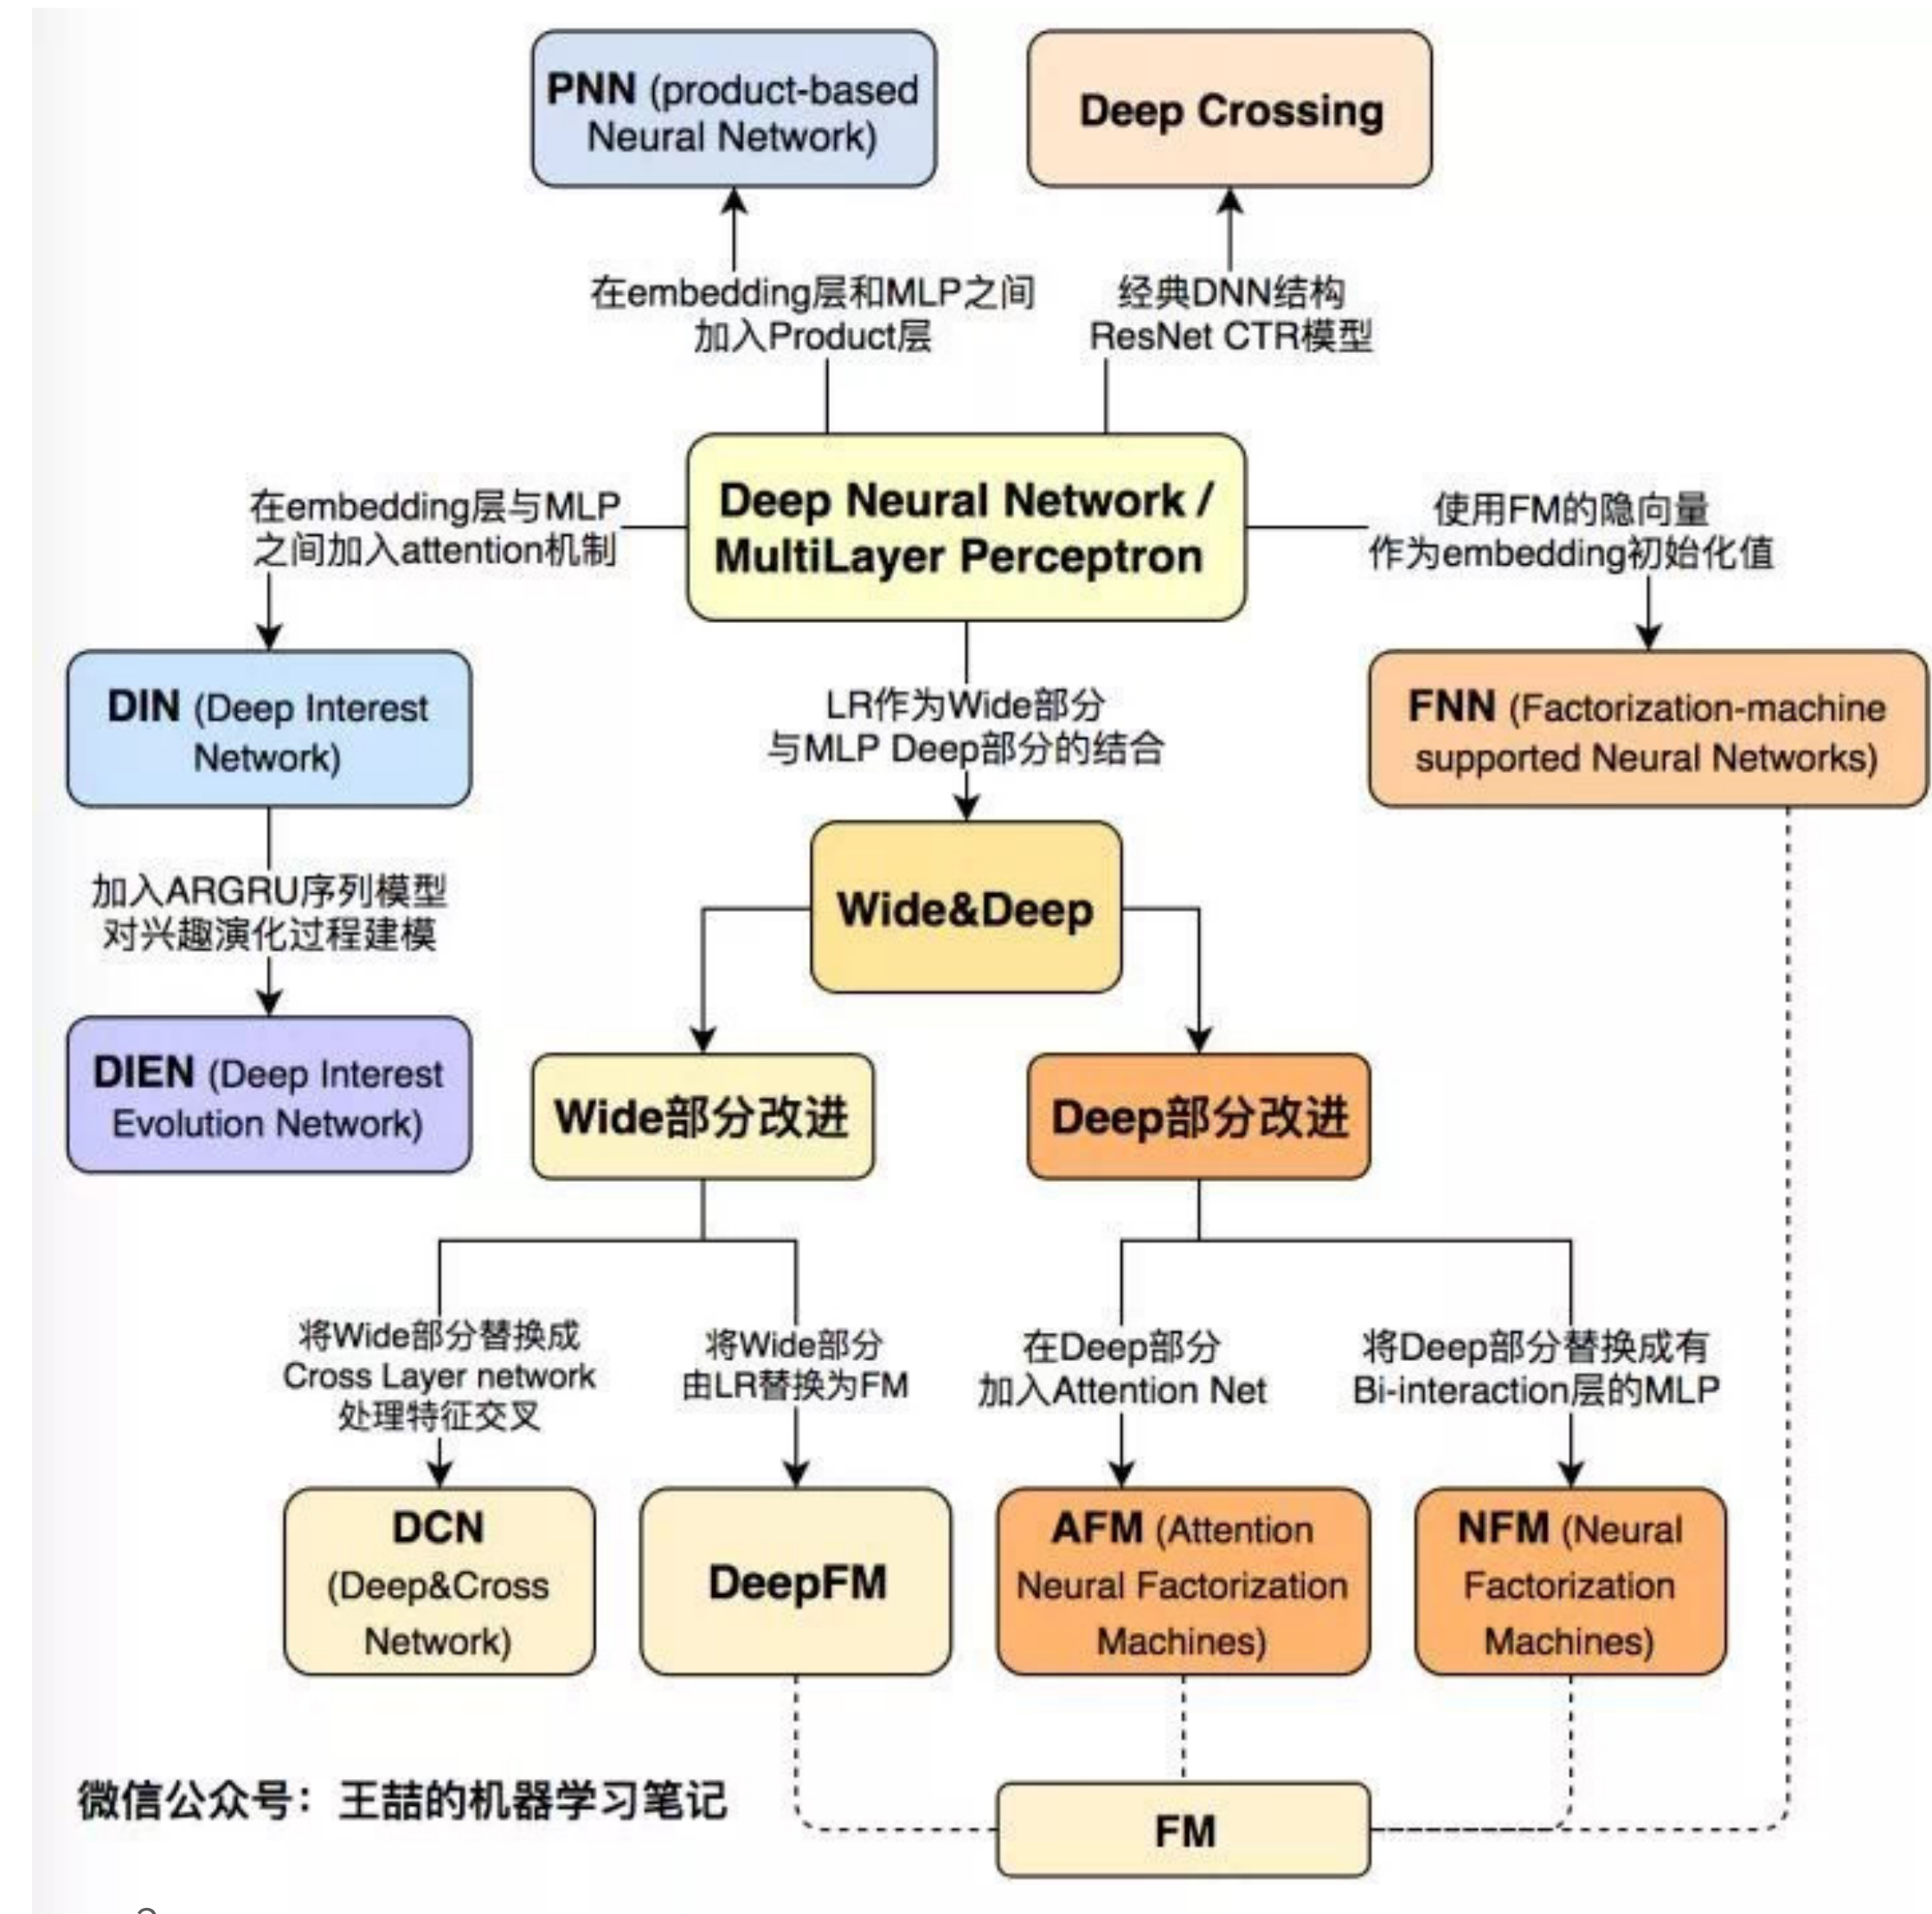 PNN (product-based
Neural Network)
Deep Crossing
在embedding层和MLP之间
加入Product层
经典DNN结构
ResNet CTR模型
Deep Neural Network /
MultiLayer Perceptron
在embedding层与MLP
之间加入attention机制
使用FM的隐向量
作为embedding初始化值
DIN (Deep Interest
Network)
LR作为Wide部分
与MLP Deep部分的结合
FNN (Factorization-machine
supported Neural Networks)
加入ARGRU序列模型
对兴趣演化过程建模
Wide&Deep
DIEN (Deep Interest
Evolution Network)
Wide部分改进
Deep部分改进
将Wide部分替换成
Cross Layer network
处理特征交叉
将Wide部分
由LR替换为FM
在Deep部分
加入Attention Net
将Deep部分替换成有
Bi-interaction层的MLP
DCN
(Deep&Cross
Network)
DeepFM
AFM (Attention
Neural Factorization
Machines)
NFM (Neural
Factorization
Machines)
微信公众号：王喆的机器学习笔记
FM